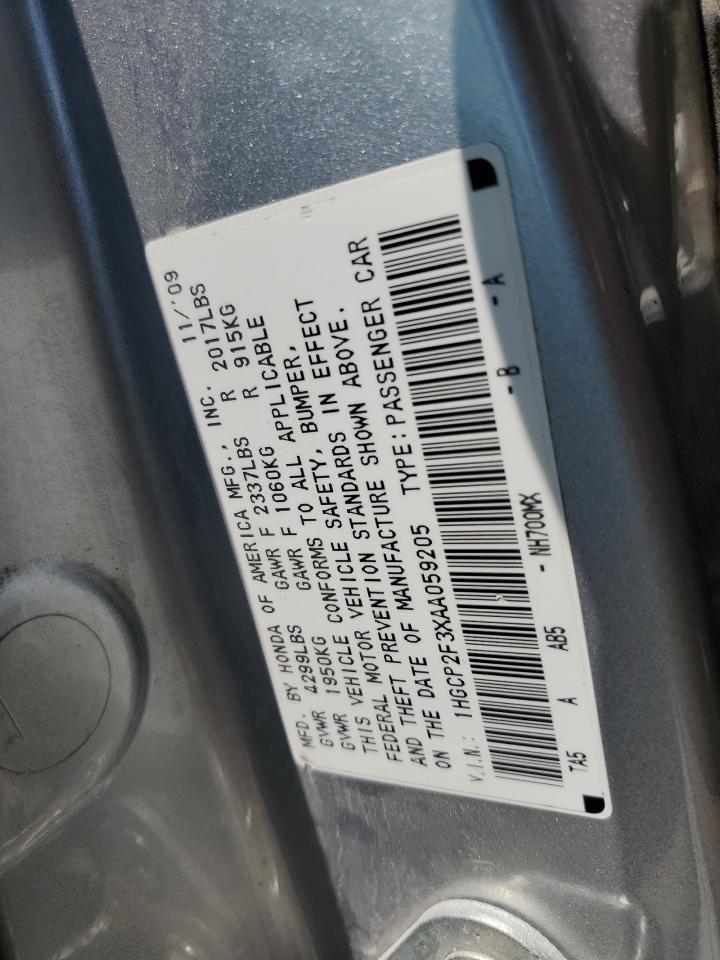 MFD. BY HONDA OF AMERICA MFG., INC. 11/'09
GVWR 4299LBS GAWR F 2337LBS R 2017LBS
GVWR 1950KG GAWR F 1060KG R 915KG
THIS VEHICLE CONFORMS TO ALL APPLICABLE
FEDERAL MOTOR VEHICLE SAFETY, BUMPER,
AND THEFT PREVENTION STANDARDS IN EFFECT
ON THE DATE OF MANUFACTURE SHOWN ABOVE.
V.I.N.: 1HGCP2F3XAA059205 TYPE: PASSENGER CAR
TA5 A AB5 - NH700MX - B - A